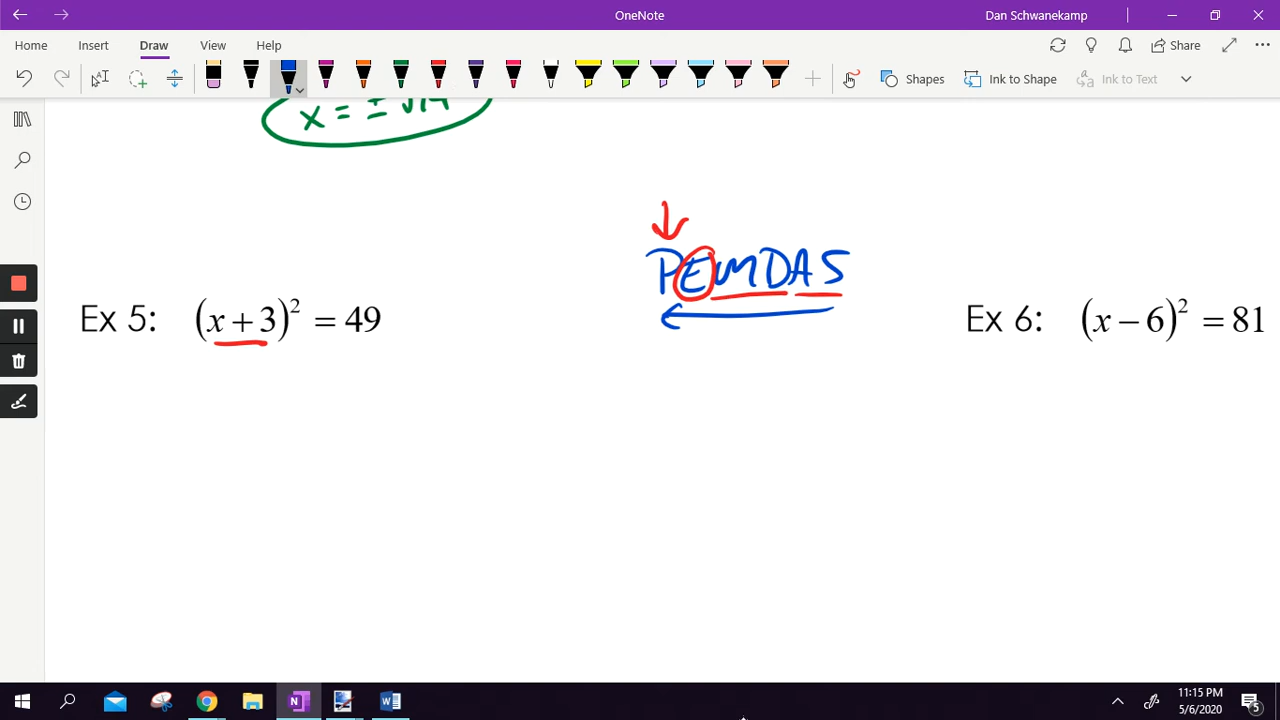 OneNote
Dan Schwanekamp
Home Insert Draw View Help
Share
Shapes
Ink to Shape
Ink to Text
x = ±
PEMDAS
Ex 5: (x + 3)² = 49
Ex 6: (x − 6)² = 81
11:15 PM
5/6/2020
5